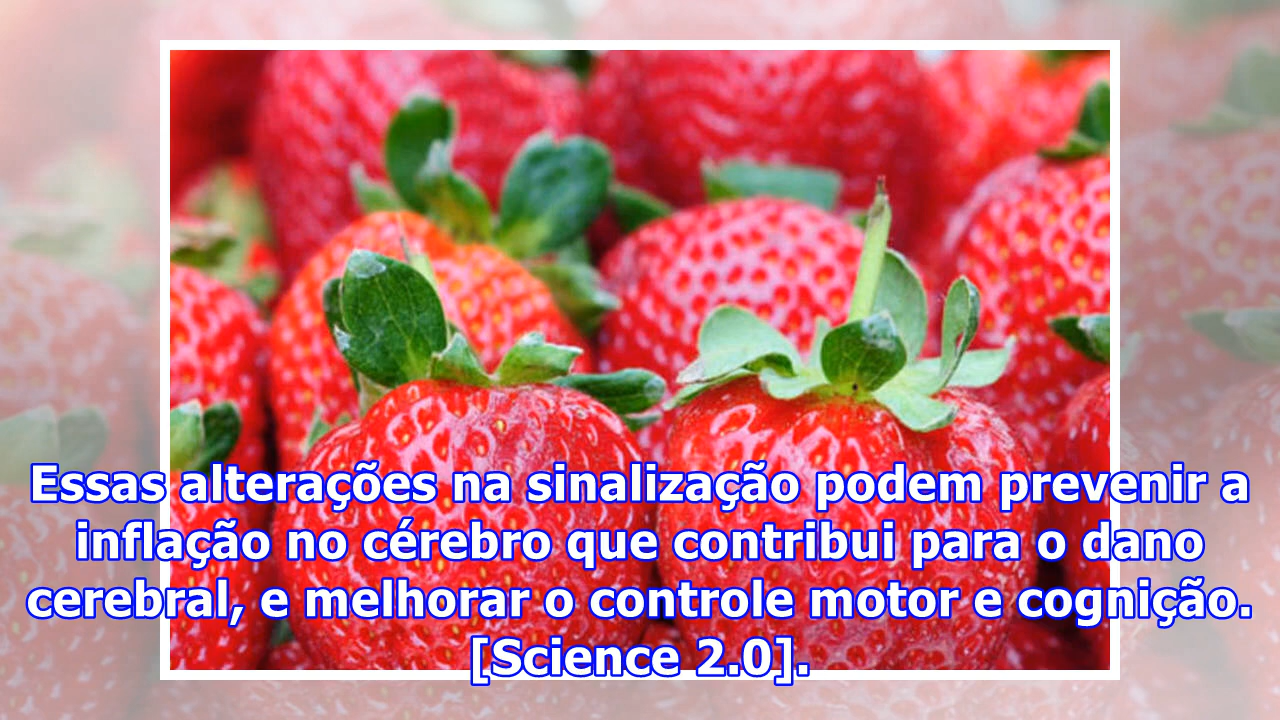 Essas alterações na sinalização podem prevenir a
inflação no cérebro que contribui para o dano
cerebral, e melhorar o controle motor e cognição.
[Science 2.0].